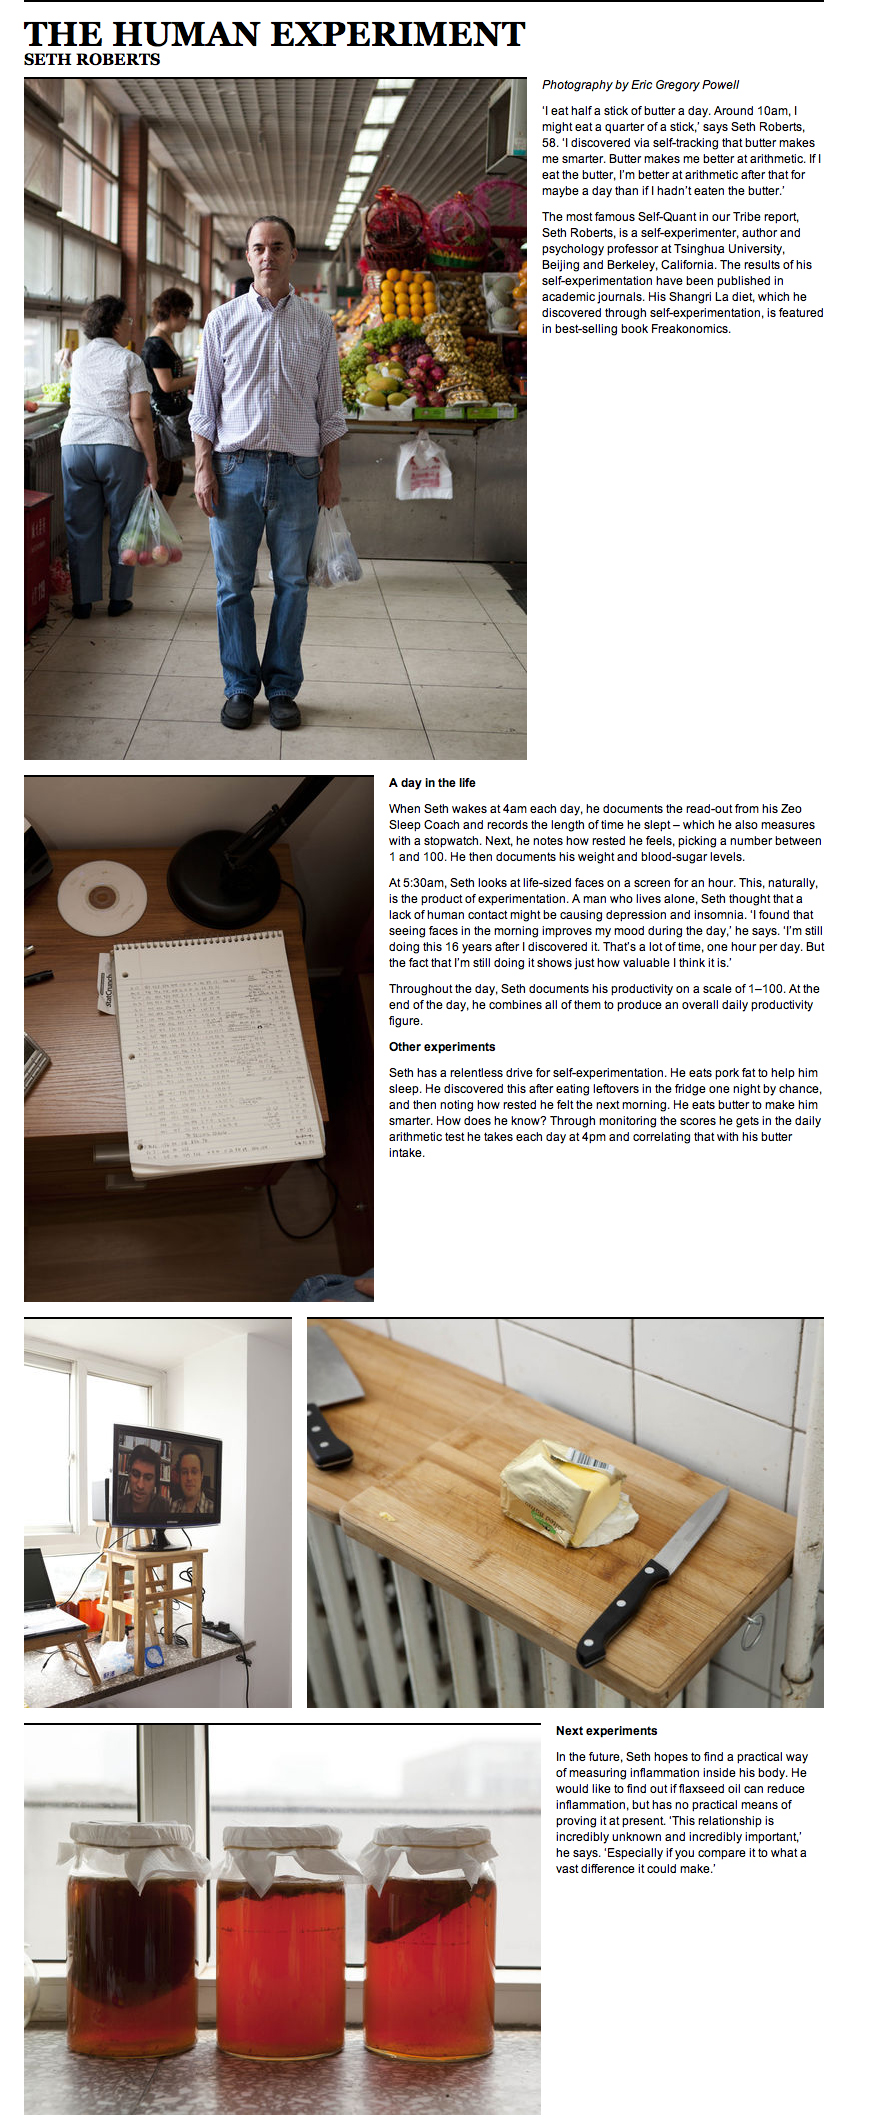 THE HUMAN EXPERIMENT
SETH ROBERTS
Photography by Eric Gregory Powell
‘I eat half a stick of butter a day. Around 10am, I
might eat a quarter of a stick,’ says Seth Roberts,
58. ‘I discovered via self-tracking that butter makes
me smarter. Butter makes me better at arithmetic. If I
eat the butter, I’m better at arithmetic after that for
maybe a day than if I hadn’t eaten the butter.’
The most famous Self-Quant in our Tribe report,
Seth Roberts, is a self-experimenter, author and
psychology professor at Tsinghua University,
Beijing and Berkeley, California. The results of his
self-experimentation have been published in
academic journals. His Shangri La diet, which he
discovered through self-experimentation, is featured
in best-selling book Freakonomics.
A day in the life
When Seth wakes at 4am each day, he documents the read-out from his Zeo
Sleep Coach and records the length of time he slept – which he also measures
with a stopwatch. Next, he notes how rested he feels, picking a number between
1 and 100. He then documents his weight and blood-sugar levels.
At 5:30am, Seth looks at life-sized faces on a screen for an hour. This, naturally,
is the product of experimentation. A man who lives alone, Seth thought that a
lack of human contact might be causing depression and insomnia. ‘I found that
seeing faces in the morning improves my mood during the day,’ he says. ‘I’m still
doing this 16 years after I discovered it. That’s a lot of time, one hour per day. But
the fact that I’m still doing it shows just how valuable I think it is.’
Throughout the day, Seth documents his productivity on a scale of 1–100. At the
end of the day, he combines all of them to produce an overall daily productivity
figure.
Other experiments
Seth has a relentless drive for self-experimentation. He eats pork fat to help him
sleep. He discovered this after eating leftovers in the fridge one night by chance,
and then noting how rested he felt the next morning. He eats butter to make him
smarter. How does he know? Through monitoring the scores he gets in the daily
arithmetic test he takes each day at 4pm and correlating that with his butter
intake.
StatCrunch
Next experiments
In the future, Seth hopes to find a practical way
of measuring inflammation inside his body. He
would like to find out if flaxseed oil can reduce
inflammation, but has no practical means of
proving it at present. ‘This relationship is
incredibly unknown and incredibly important,’
he says. ‘Especially if you compare it to what a
vast difference it could make.’